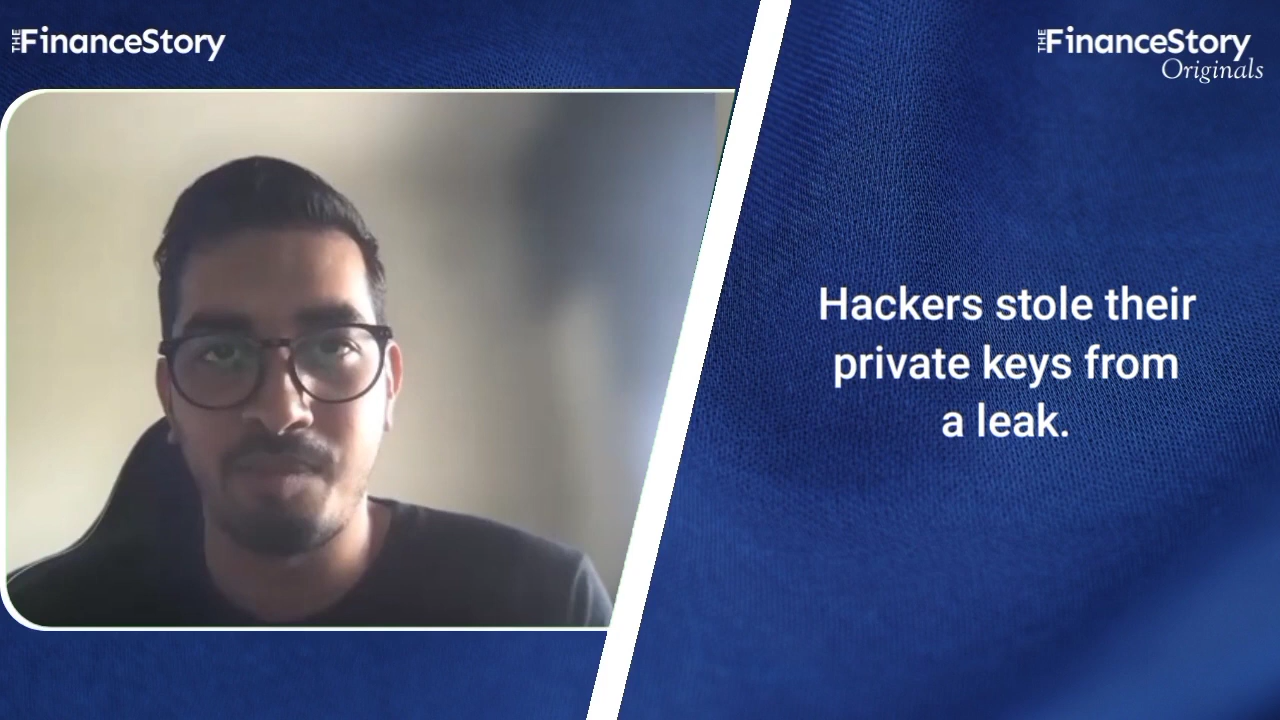 THE FinanceStory
THE FinanceStory
Originals
Hackers stole their
private keys from
a leak.